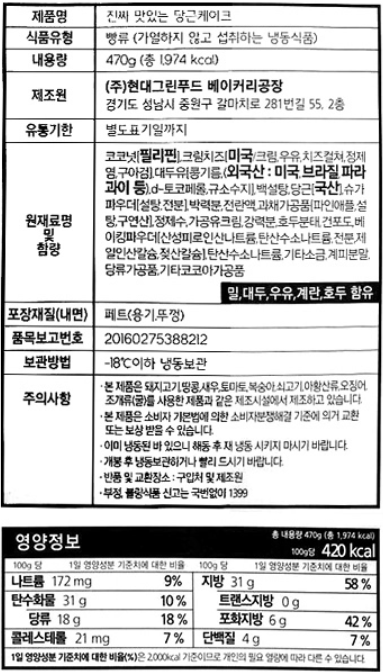 제품명 진짜 맛있는 당근케이크
식품유형 빵류 (가열하지 않고 섭취하는 냉동식품)
내용량 470g (총 1,974 kcal)
제조원 (주)현대그린푸드 베이커리공장
경기도 성남시 중원구 갈마치로 281번길 55, 2층
유통기한 별도표기일까지
원재료명 및 함량
코코넛[필리핀],크림치즈[미국/크림,우유,치즈컬쳐,정제
염,구아검],대두유[콩기름,(외국산 : 미국, 브라질 파라
과이 등),d-토코페롤,규소수지],백설탕,당근[국산],슈가
파우더[설탕,전분],박력분,전란액,과채가공품[파인애플,설
탕,구연산],정제수,가공유크림,강력분,호두분태,건포도,베
이킹파우더[산성피로인산나트륨,탄산수소나트륨,전분,제
일인산칼슘,젖산칼슘],탄산수소나트륨,기타소금,계피분말,
당류가공품,기타코코아가공품
밀,대두,우유,계란,호두 함유
포장재질(내면) 페트(용기,뚜껑)
품목보고번호 20160275388212
보관방법 -18℃이하 냉동보관
주의사항
·본 제품은 돼지고기,땅콩,새우,토마토,복숭아,쇠고기,아황산류,오징어,
조개류(굴)를 사용한 제품과 같은 제조시설에서 제조하고 있습니다.
·본 제품은 소비자 기본법에 의한 소비자분쟁해결 기준에 의거 교환
또는 보상 받을 수 있습니다.
·이미 냉동된 바 있으니 해동 후 재 냉동 시키지 마시기 바랍니다.
·개봉 후 냉동보관하거나 빨리 드시기 바랍니다.
·반품 및 교환장소 : 구입처 및 제조원
·부정, 불량식품 신고는 국번없이 1399
영양정보
총 내용량 470g (총 1,974 kcal)
100g당 420 kcal
100g 당 1일 영양성분 기준치에 대한 비율 100g 당 1일 영양성분 기준치에 대한 비율
나트륨 172 mg 9% 지방 31 g 58 %
탄수화물 31 g 10 % 트랜스지방 0 g
당류 18 g 18 % 포화지방 6 g 42 %
콜레스테롤 21 mg 7 % 단백질 4 g 7 %
1일 영양성분 기준치에 대한 비율(%)은 2,000kcal 기준이므로 개인의 필요 열량에 따라 다를 수 있습니다.